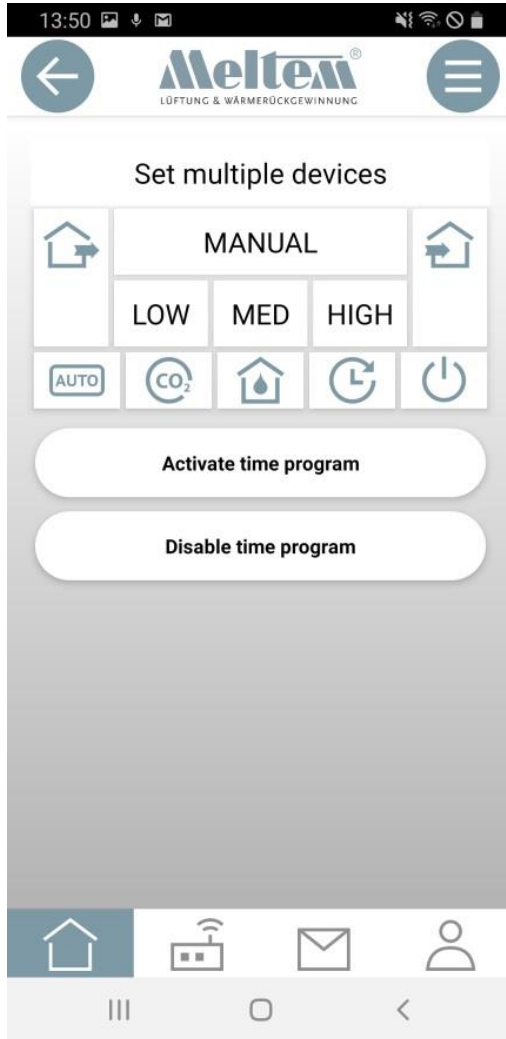 13:50
Meltem®
LÜFTUNG & WÄRMERÜCKGEWINNUNG
Set multiple devices
MANUAL
LOW MED HIGH
AUTO CO2
Activate time program
Disable time program